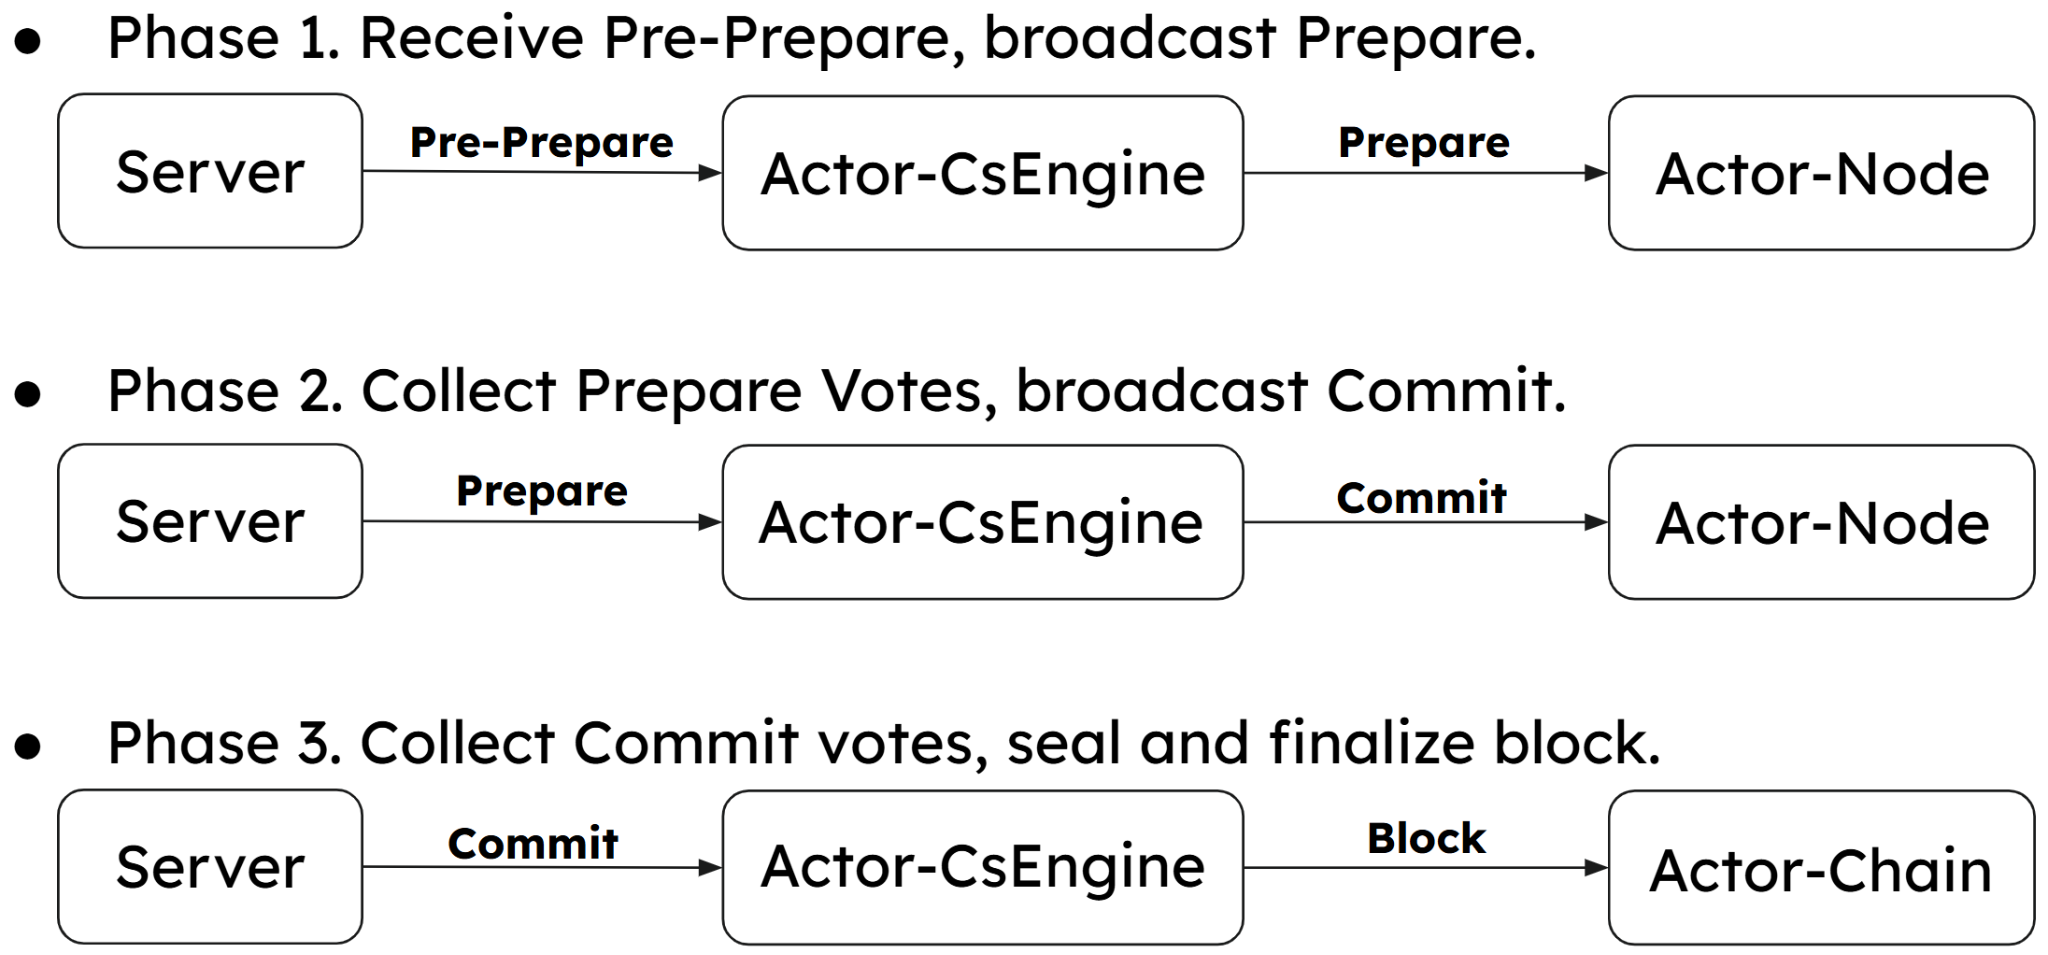 ● Phase 1. Receive Pre-Prepare, broadcast Prepare.
Server
Pre-Prepare
Actor-CsEngine
Prepare
Actor-Node
● Phase 2. Collect Prepare Votes, broadcast Commit.
Server
Prepare
Actor-CsEngine
Commit
Actor-Node
● Phase 3. Collect Commit votes, seal and finalize block.
Server
Commit
Actor-CsEngine
Block
Actor-Chain